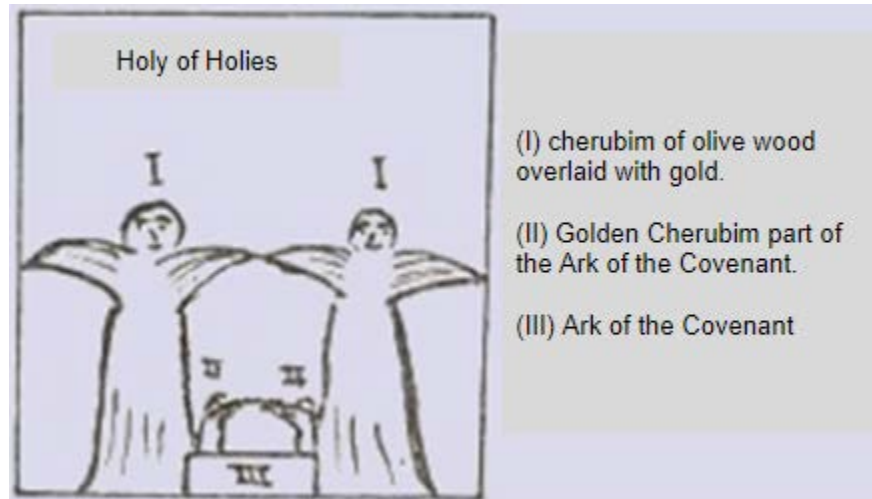 Holy of Holies
I I
(I) cherubim of olive wood
overlaid with gold.
(II) Golden Cherubim part of
the Ark of the Covenant.
(III) Ark of the Covenant
II II
III